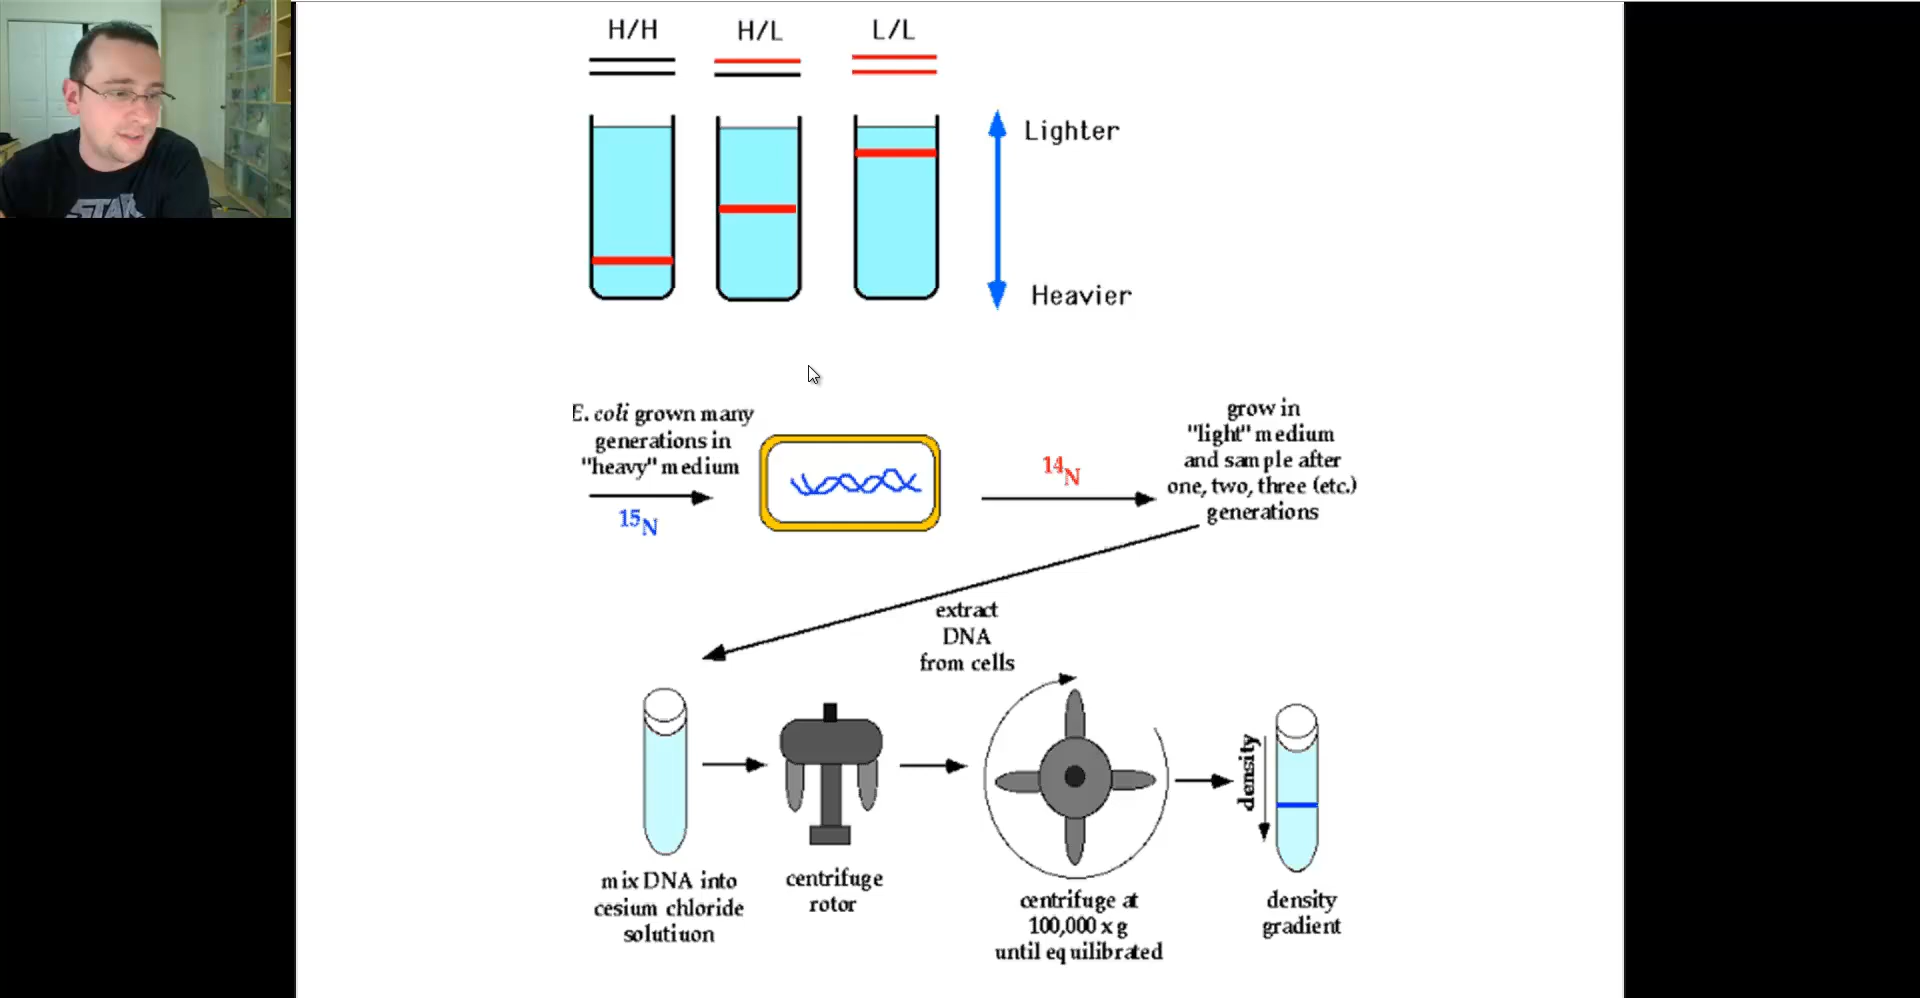 H/H H/L L/L
Lighter
Heavier
E. coli grown many
generations in
"heavy" medium
15N
14N
grow in
"light" medium
and sample after
one, two, three (etc.)
generations
extract
DNA
from cells
mix DNA into
cesium chloride
solutiuon
centrifuge
rotor
centrifuge at
100,000 x g
until equilibrated
density
density
gradient
STAR